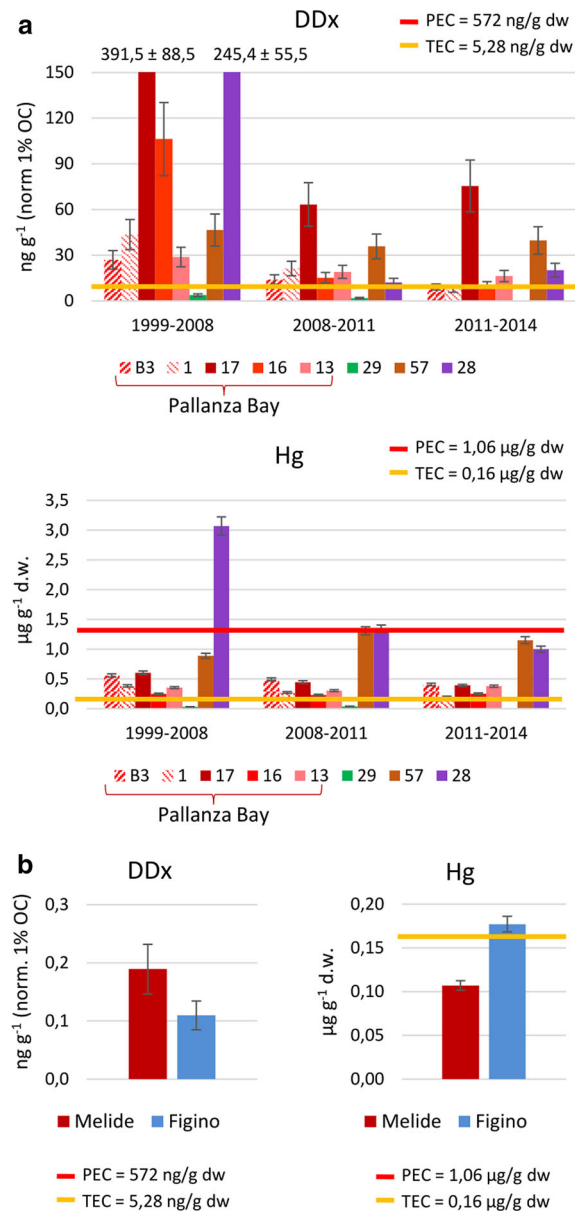 a
DDx
PEC = 572 ng/g dw
TEC = 5,28 ng/g dw
391,5 ± 88,5
245,4 ± 55,5
ng g⁻¹ (norm 1% OC)
150
120
90
60
30
0
1999-2008
2008-2011
2011-2014
B3 1 17 16 13 29 57 28
Pallanza Bay
Hg
PEC = 1,06 µg/g dw
TEC = 0,16 µg/g dw
µg g⁻¹ d.w.
3,5
3,0
2,5
2,0
1,5
1,0
0,5
0,0
1999-2008
2008-2011
2011-2014
B3 1 17 16 13 29 57 28
Pallanza Bay
b
DDx
ng g⁻¹ (norm. 1% OC)
0,3
0,2
0,1
0,0
Melide Figino
PEC = 572 ng/g dw
TEC = 5,28 ng/g dw
Hg
µg g⁻¹ d.w.
0,20
0,15
0,10
0,05
0,00
Melide Figino
PEC = 1,06 µg/g dw
TEC = 0,16 µg/g dw